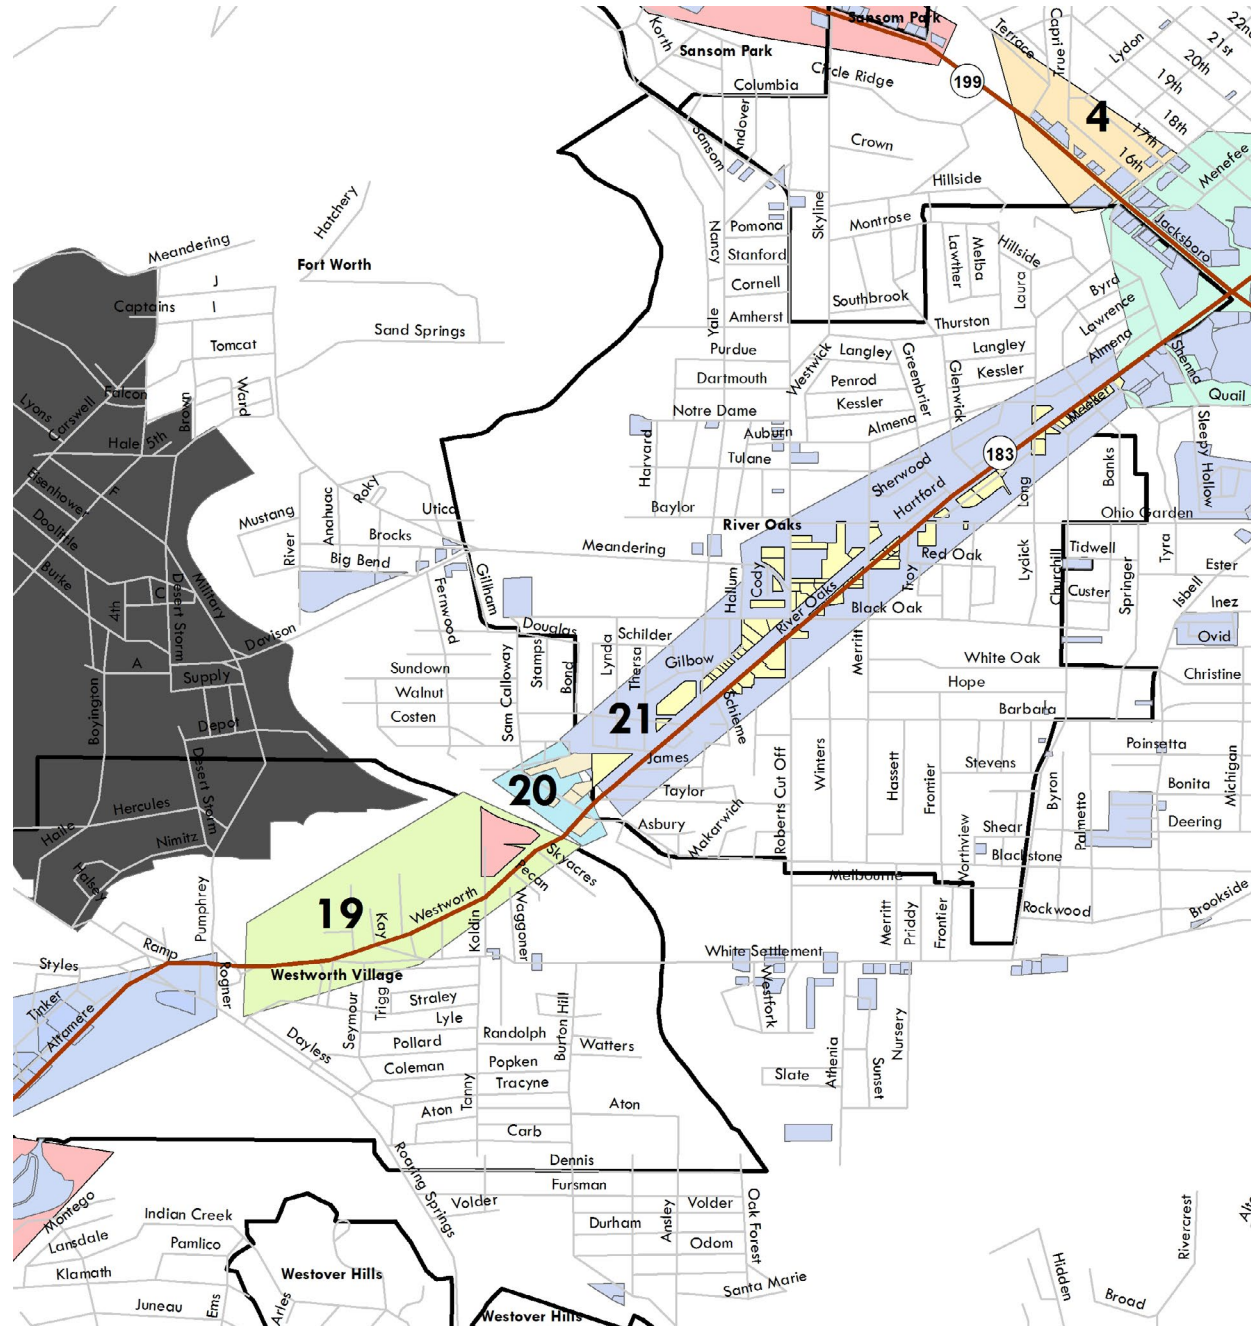 Sansom Park
Korth
Sansom Park
Columbia
Circle Ridge
199
Terrace
True
Capri
Lydon
22nd
21st
20th
19th
18th
17th
16th
4
Menefee
Sansom
Andover
Crown
Hillside
Montrose
Skyline
Jacksboro
Hatchery
Meandering
Fort Worth
Nancy
Pomona
Stanford
Cornell
Amherst
Lawther
Melba
Hillside
Laura
Byrd
Lawrence
Almena
J
Captains
I
Tomcat
Sand Springs
Southbrook
Thurston
Yale
Purdue
Dartmouth
Notre Dame
Auburn
Tulane
Harvard
Baylor
Westwick
Langley
Penrod
Kessler
Almena
Greenbrier
Glenwick
Langley
Kessler
Shenna
Quail
Meeker
Sleepy Hollow
Lyons
Carswell
Falcon
Brown
Ward
Hale
5th
Eisenhower
F
Doolittle
Burke
183
Sherwood
Hartford
Long
Banks
Ohio Garden
Mustang
Anahuac
Roky
Utica
Brocks
River
Big Bend
Meandering
River Oaks
Red Oak
Lydick
Churchill
Tidwell
Custer
Springer
Tyra
Ester
Isbell
Inez
Ovid
Gillham
Fernwood
Hallum
Cody
River Oaks
Troy
Black Oak
4th
C
Desert Storm
Military
Davison
A
Supply
Boyington
Depot
Desert Storm
Douglas
Schilder
Gilbow
Lynda
Thersa
Stamps
Bond
Sam Calloway
Sundown
Walnut
Costen
Merritt
White Oak
Hope
Christine
Barbara
21
Schieme
James
Taylor
Poinsetta
Bonita
Deering
Michigan
Stevens
Byron
Palmetto
20
Asbury
Makarwich
Roberts Cut Off
Winters
Hassett
Frontier
Worthview
Shear
Blackstone
Melbourne
Rockwood
Brookside
Hercules
Haile
Nimitz
Halsey
Pumphrey
Skyacres
Pecan
Waggoner
Koldin
Westworth
Kay
19
Westworth Village
White Settlement
Westfork
Merritt
Priddy
Frontier
Ramp
Styles
Tinker
Altamere
Rogner
Seymour
Trigg
Straley
Lyle
Pollard
Coleman
Dayless
Randolph
Burton Hill
Watters
Popken
Tracyne
Tanny
Aton
Aton
Carb
Slate
Athenia
Sunset
Nursery
Dennis
Fursman
Roaring Springs
Volder
Volder
Durham
Ansley
Odom
Oak Forest
Santa Marie
Montego
Lansdale
Klamath
Indian Creek
Pamlico
Juneau
Ems
Arles
Westover Hills
Westover Hills
Hidden
Broad
Rivercrest